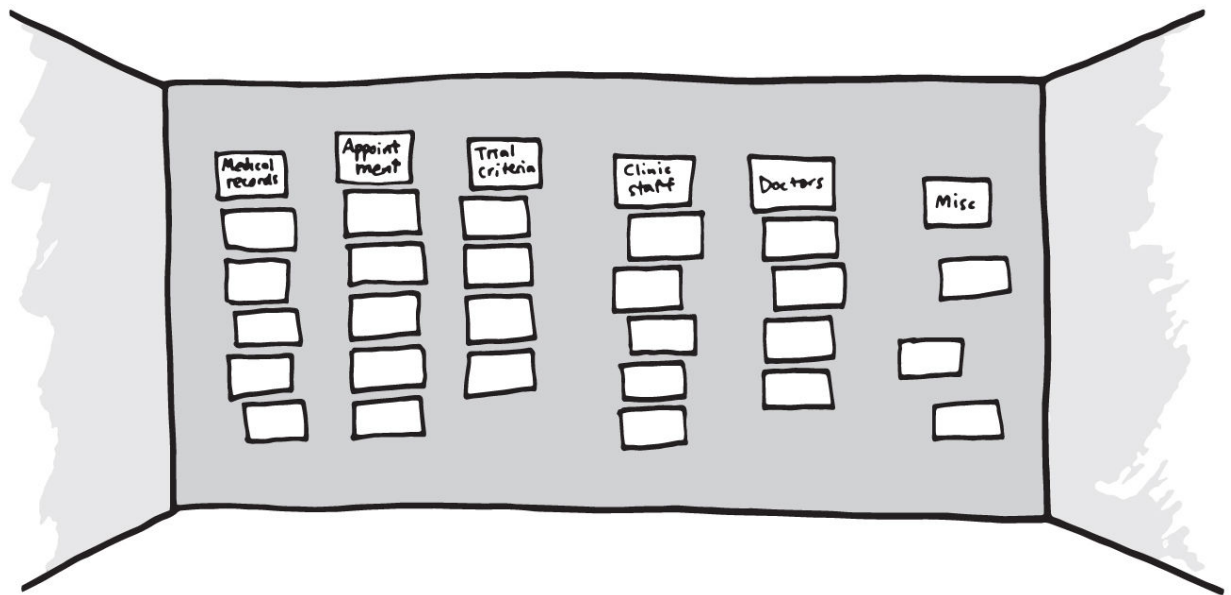 Medical
records
Appoint
ment
Trial
criteria
Clinic
staff
Doctors
Misc